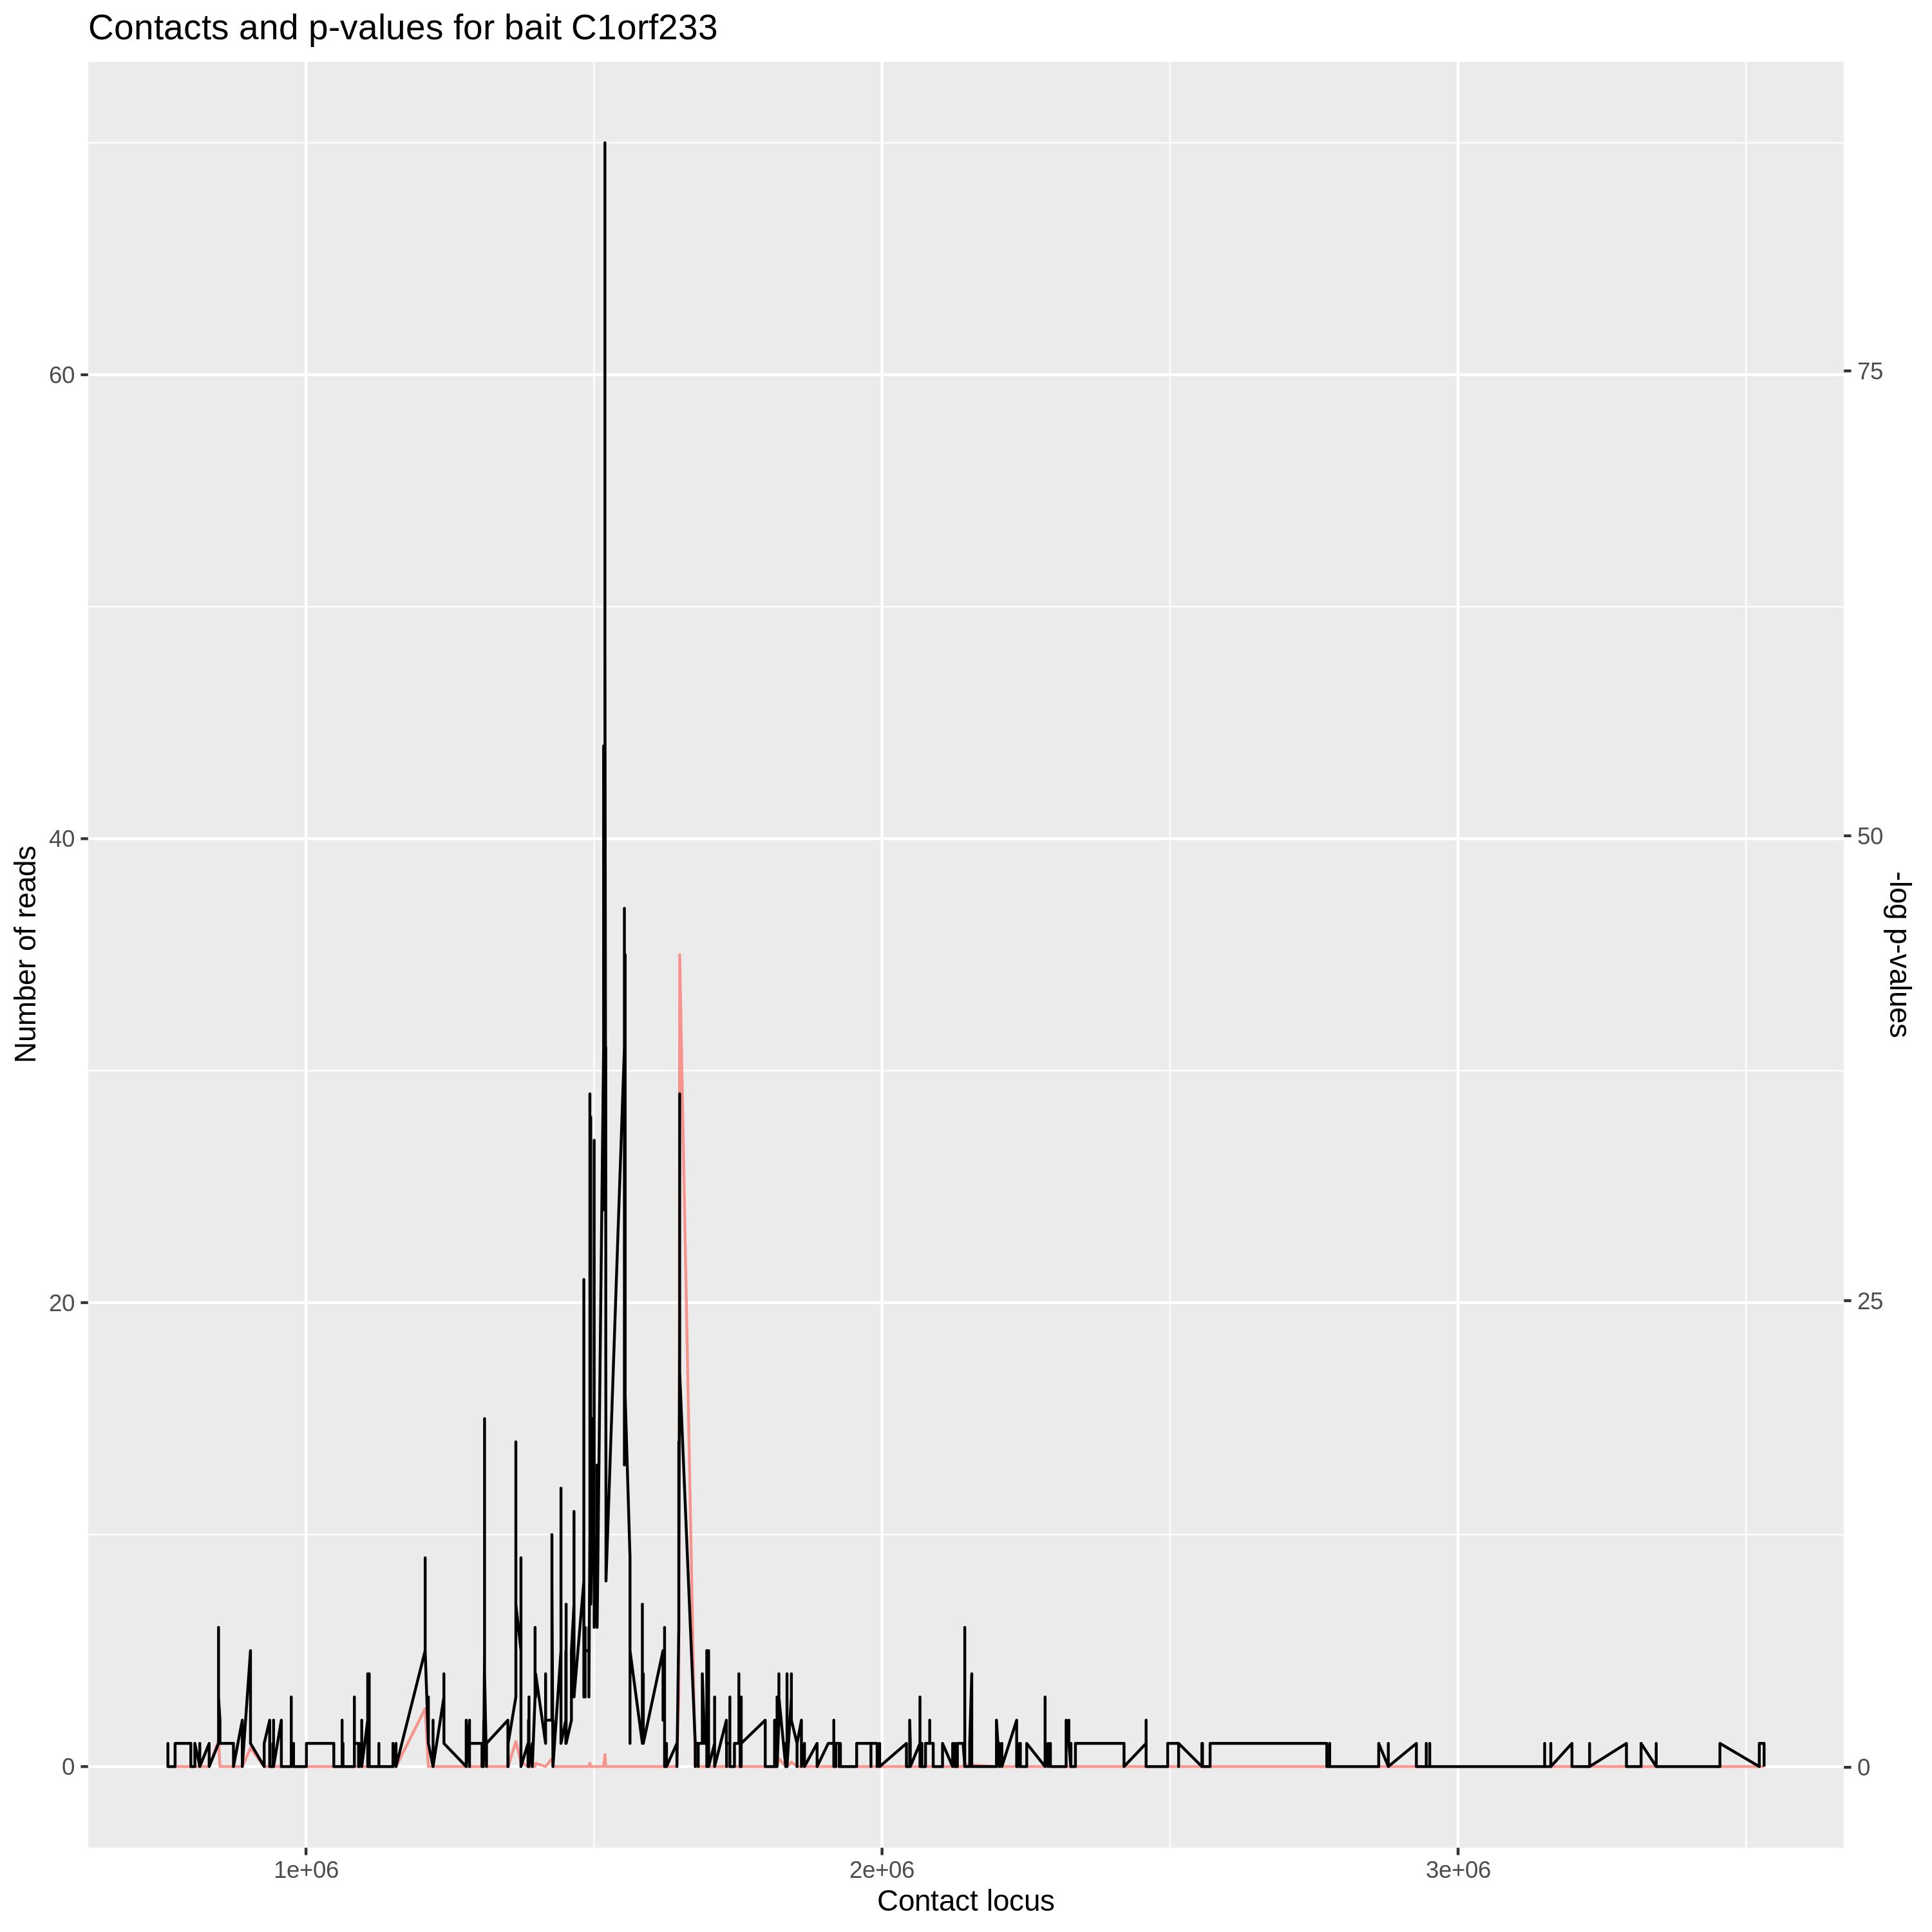 Contacts and p-values for bait C1orf233
60
40
20
0
75
50
25
0
Number of reads
-log p-values
1e+06
2e+06
3e+06
Contact locus